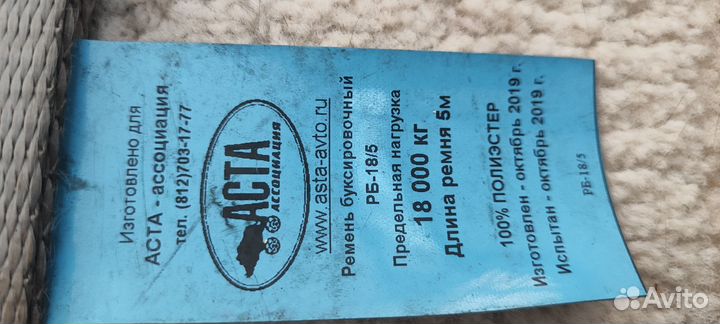 Изготовлено для
АСТА - ассоциация
тел. (812)703-17-77
АСТА
АССОЦИАЦИЯ
www.asta-avto.ru
Ремень буксировочный
РБ-18/5
Предельная нагрузка
18 000 кг
Длина ремня 5м
100% ПОЛИЭСТЕР
Изготовлен - октябрь 2019 г.
Испытан - октябрь 2019 г.
РБ-18/5
Avito